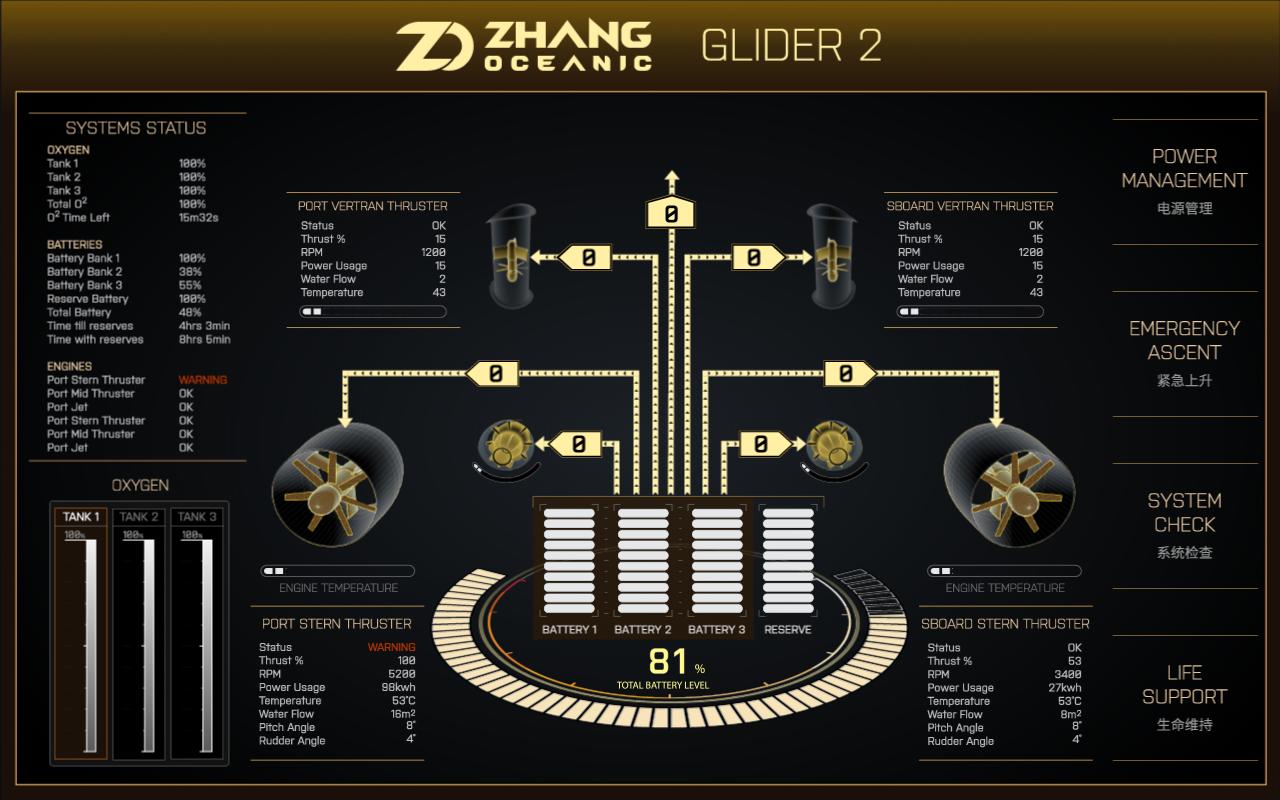 ZHANG
OCEANIC
GLIDER 2
SYSTEMS STATUS
OXYGEN
Tank 1 100%
Tank 2 100%
Tank 3 100%
Total O² 100%
O² Time Left 15m32s
BATTERIES
Battery Bank 1 100%
Battery Bank 2 38%
Battery Bank 3 55%
Reserve Battery 100%
Total Battery 48%
Time till reserves 4hrs 3min
Time with reserves 8hrs 5min
ENGINES
Port Stern Thruster WARNING
Port Mid Thruster OK
Port Jet OK
Port Stern Thruster OK
Port Mid Thruster OK
Port Jet OK
OXYGEN
TANK 1 TANK 2 TANK 3
100% 100% 100%
PORT VERTRAN THRUSTER
Status OK
Thrust % 15
RPM 1200
Power Usage 15
Water Flow 2
Temperature 43
0
0
0
SBOARD VERTRAN THRUSTER
Status OK
Thrust % 15
RPM 1200
Power Usage 15
Water Flow 2
Temperature 43
0
0
0
0
ENGINE TEMPERATURE
PORT STERN THRUSTER
Status WARNING
Thrust % 100
RPM 5200
Power Usage 98kwh
Temperature 53°C
Water Flow 16m²
Pitch Angle 8°
Rudder Angle 4°
BATTERY 1 BATTERY 2 BATTERY 3 RESERVE
81 %
TOTAL BATTERY LEVEL
ENGINE TEMPERATURE
SBOARD STERN THRUSTER
Status OK
Thrust % 53
RPM 3400
Power Usage 27kwh
Temperature 53°C
Water Flow 8m²
Pitch Angle 8°
Rudder Angle 4°
POWER
MANAGEMENT
电源管理
EMERGENCY
ASCENT
紧急上升
SYSTEM
CHECK
系统检查
LIFE
SUPPORT
生命维持